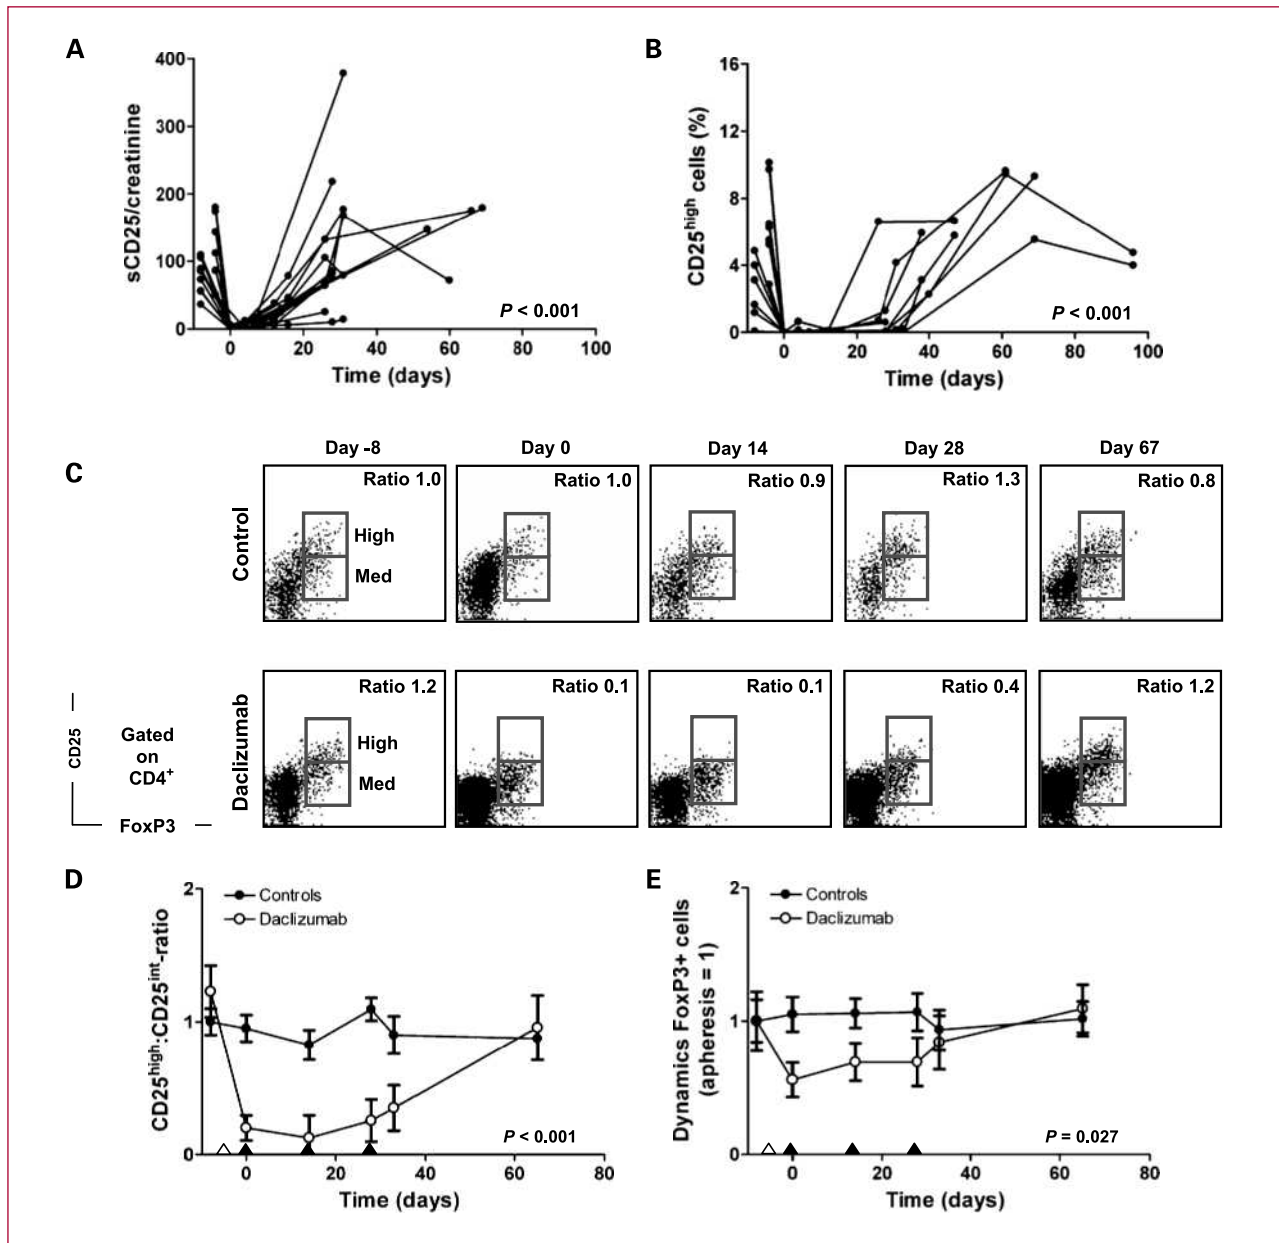 A
400
300
200
100
0
sCD25/creatinine
P < 0.001
0 20 40 60 80 100
Time (days)
B
16
12
8
4
0
CD25high cells (%)
P < 0.001
0 20 40 60 80 100
Time (days)
C
Day -8 Day 0 Day 14 Day 28 Day 67
Control
Ratio 1.0 Ratio 1.0 Ratio 0.9 Ratio 1.3 Ratio 0.8
High
Med
Daclizumab
Ratio 1.2 Ratio 0.1 Ratio 0.1 Ratio 0.4 Ratio 1.2
High
Med
CD25
Gated
on
CD4+
FoxP3
D
2
1
0
CD25high:CD25int-ratio
Controls
Daclizumab
P < 0.001
0 20 40 60 80
Time (days)
E
2
1
0
Dynamics FoxP3+ cells
(apheresis = 1)
Controls
Daclizumab
P = 0.027
0 20 40 60 80
Time (days)